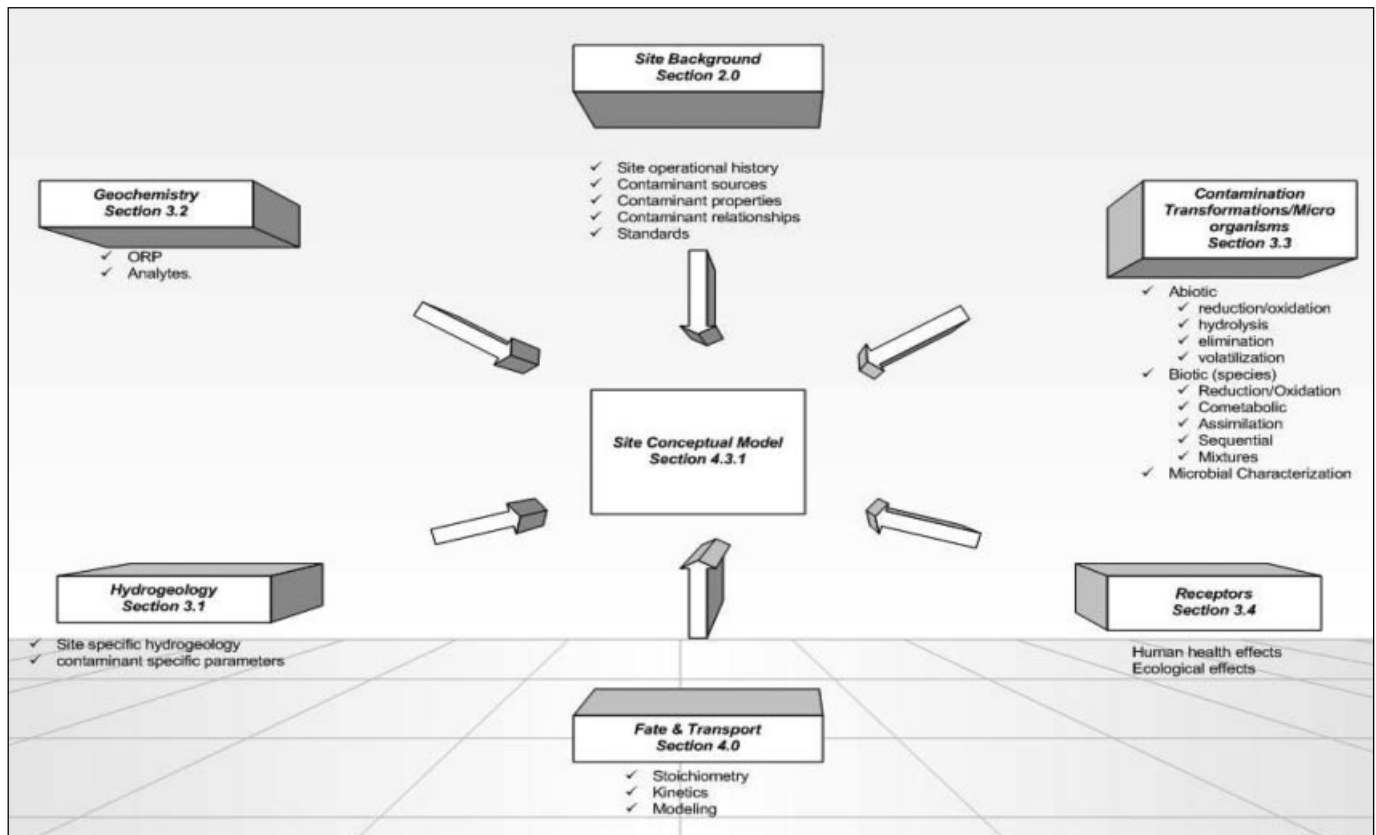 Site Background
Section 2.0
✓ Site operational history
✓ Contaminant sources
✓ Contaminant properties
✓ Contaminant relationships
✓ Standards
Geochemistry
Section 3.2
✓ ORP
✓ Analytes.
Contamination
Transformations/Micro
organisms
Section 3.3
✓ Abiotic
✓ reduction/oxidation
✓ hydrolysis
✓ elimination
✓ volatilization
✓ Biotic (species)
✓ Reduction/Oxidation
✓ Cometabolic
✓ Assimilation
✓ Sequential
✓ Mixtures
✓ Microbial Characterization
Site Conceptual Model
Section 4.3.1
Hydrogeology
Section 3.1
✓ Site specific hydrogeology
✓ contaminant specific parameters
Receptors
Section 3.4
Human health effects
Ecological effects
Fate & Transport
Section 4.0
✓ Stoichiometry
✓ Kinetics
✓ Modeling